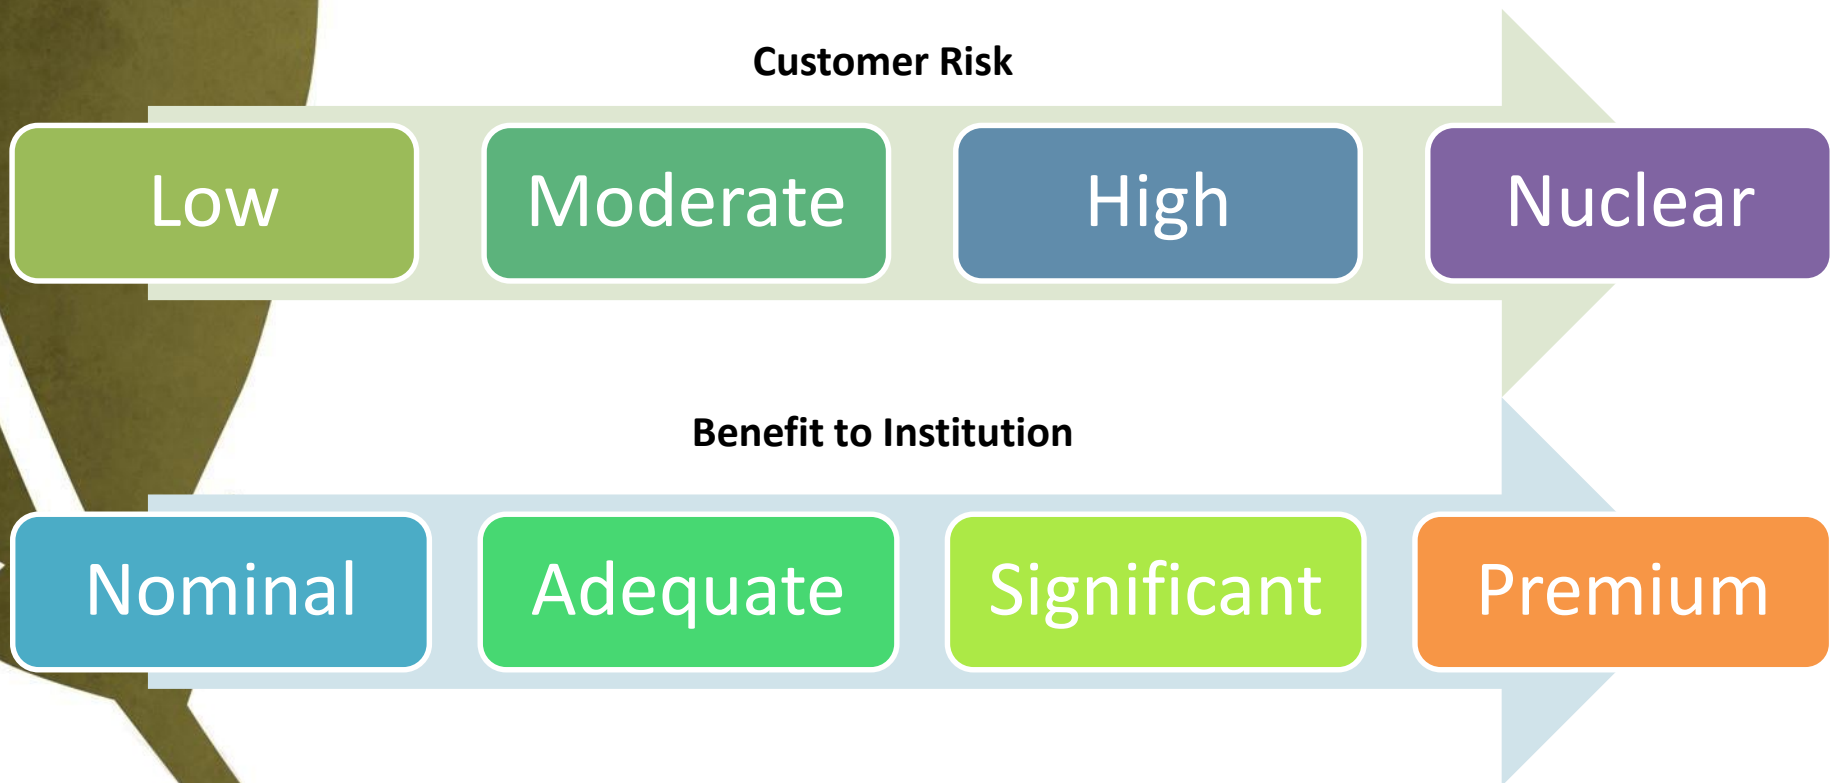 Customer Risk
Low Moderate High Nuclear
Benefit to Institution
Nominal Adequate Significant Premium